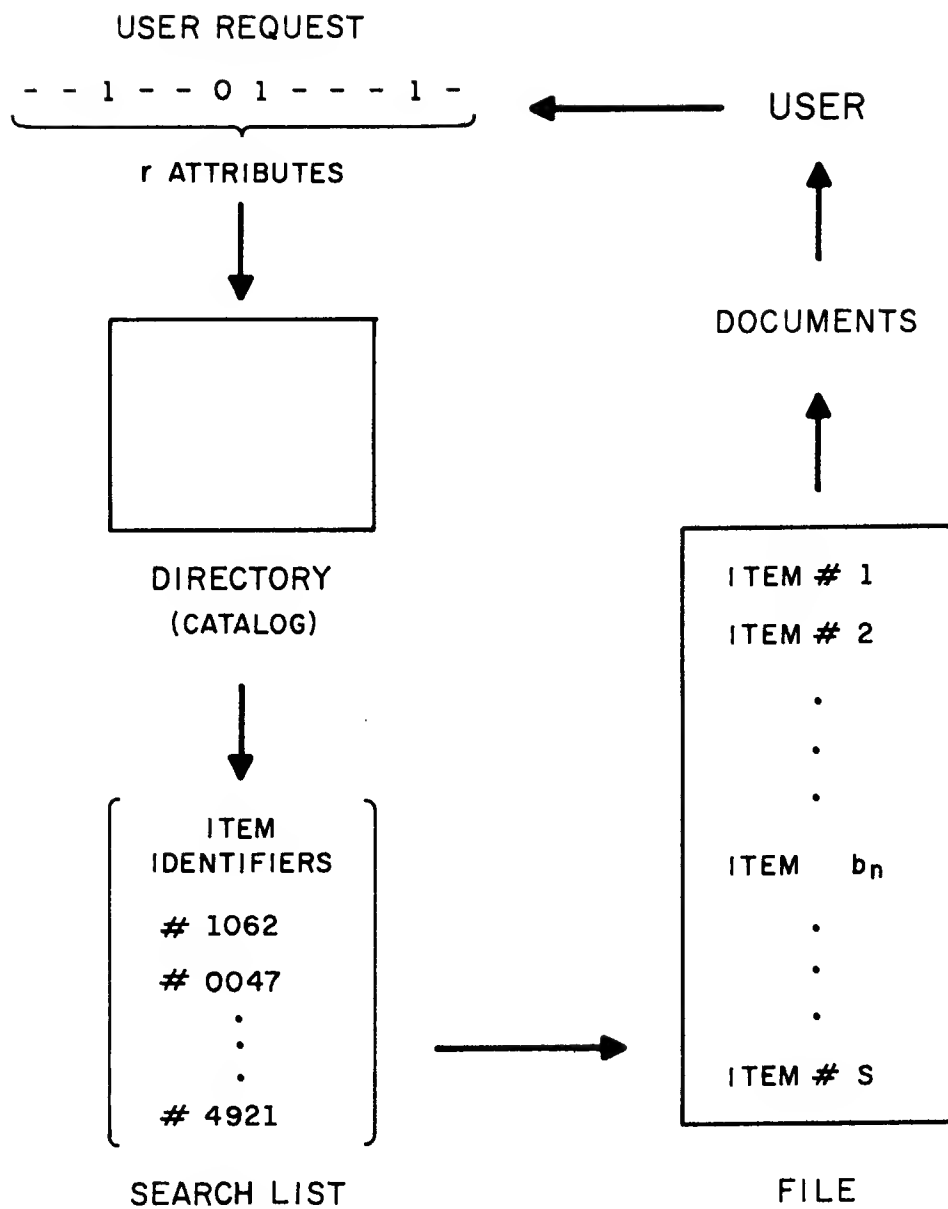 USER REQUEST
- - 1 - - 0 1 - - - 1 -
r ATTRIBUTES
USER
DOCUMENTS
DIRECTORY
(CATALOG)
ITEM
IDENTIFIERS
# 1062
# 0047
.
.
.
# 4921
SEARCH LIST
ITEM # 1
ITEM # 2
.
.
.
ITEM bn
.
.
.
ITEM # S
FILE